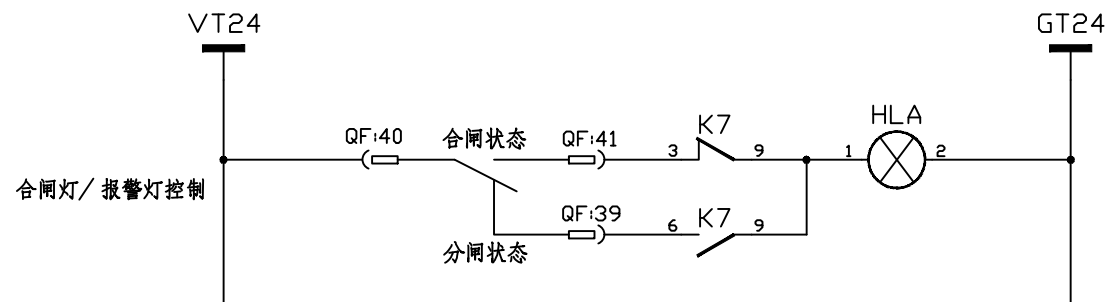 VT24
GT24
HLA
QF:40
合闸状态
QF:41
K7
3
9
1
2
合闸灯/报警灯控制
QF:39
K7
6
9
分闸状态